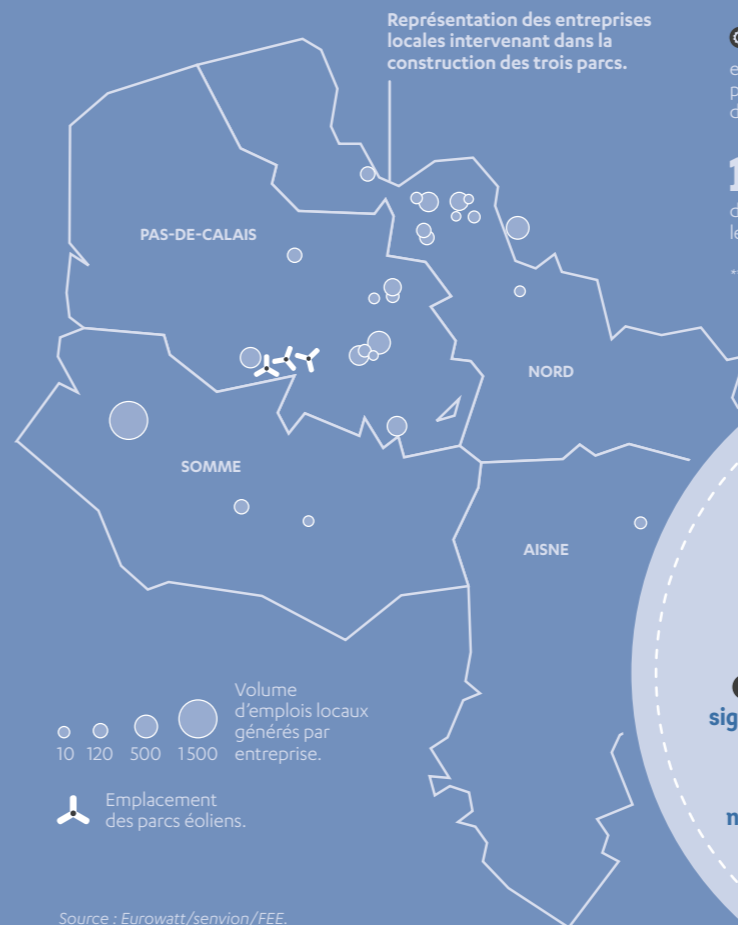 Représentation des entreprises
locales intervenant dans la
construction des trois parcs.
PAS-DE-CALAIS
NORD
SOMME
AISNE
Volume
d’emplois locaux
générés par
entreprise.
10 120 500 1500
Emplacement
des parcs éoliens.
Source : Eurowatt/senvion/FEE.